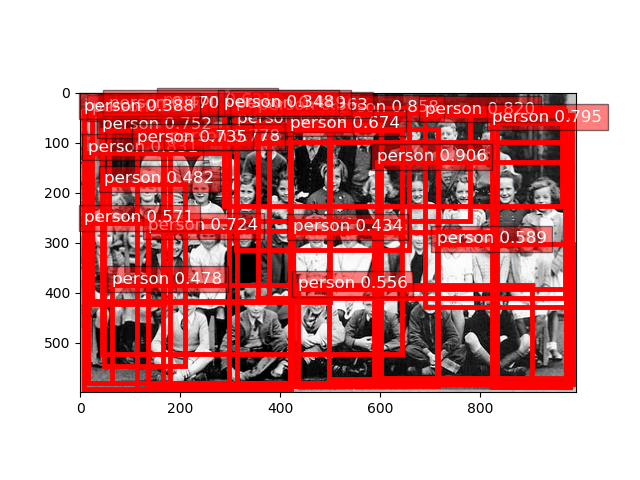 0
100
200
300
400
500
0
200
400
600
800
person 0.388
person 0.348
person 0.820
person 0.795
person 0.752
person 0.674
person 0.735
person 0.906
person 0.482
person 0.571
person 0.724
person 0.434
person 0.589
person 0.478
person 0.556